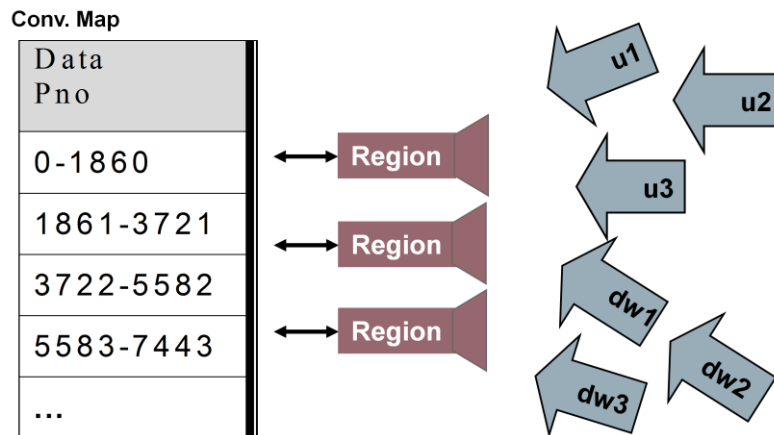 Conv. Map
Data
Pno
0-1860
1861-3721
3722-5582
5583-7443
...
Region
Region
Region
u1
u2
u3
dw1
dw2
dw3